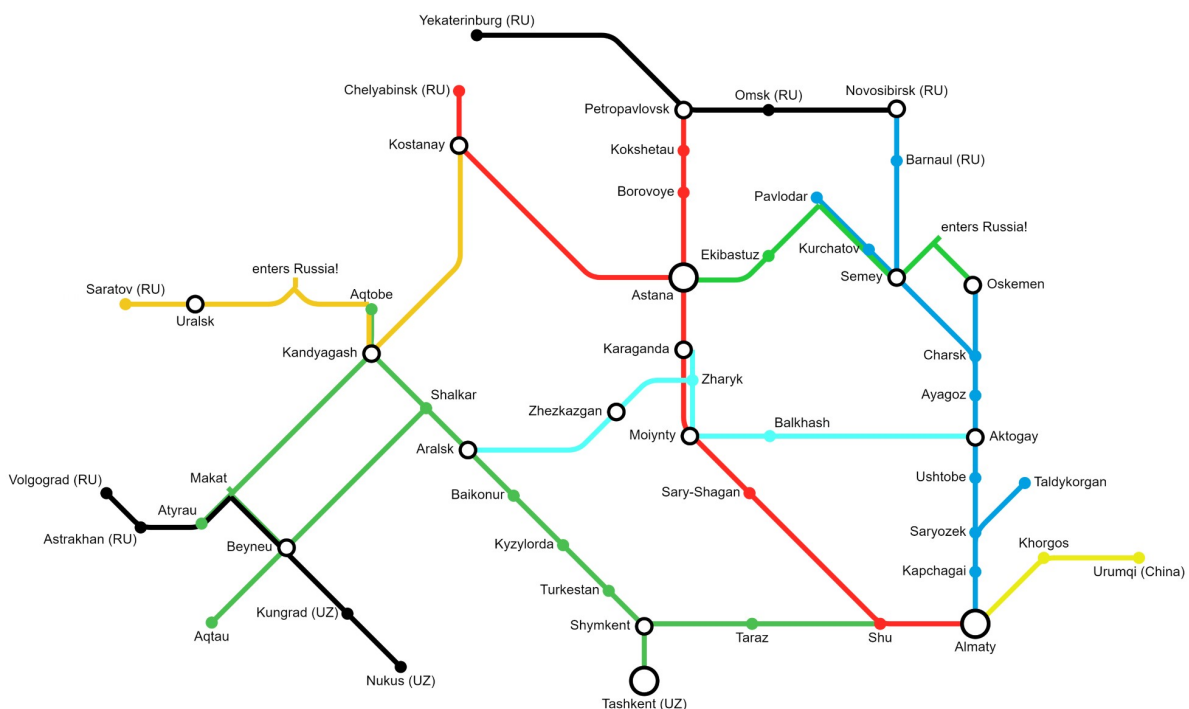 Yekaterinburg (RU)
Chelyabinsk (RU)
Petropavlovsk
Omsk (RU)
Novosibirsk (RU)
Kostanay
Kokshetau
Barnaul (RU)
Borovoye
Pavlodar
enters Russia!
Ekibastuz
Kurchatov
Semey
enters Russia!
Saratov (RU)
Aqtobe
Astana
Oskemen
Uralsk
Kandyagash
Karaganda
Charsk
Zharyk
Shalkar
Ayagoz
Zhezkazgan
Balkhash
Aralsk
Moiynty
Aktogay
Volgograd (RU)
Makat
Ushtobe
Taldykorgan
Baikonur
Sary-Shagan
Atyrau
Astrakhan (RU)
Saryozek
Beyneu
Kyzylorda
Khorgos
Kapchagai
Urumqi (China)
Turkestan
Kungrad (UZ)
Aqtau
Shymkent
Taraz
Shu
Almaty
Nukus (UZ)
Tashkent (UZ)